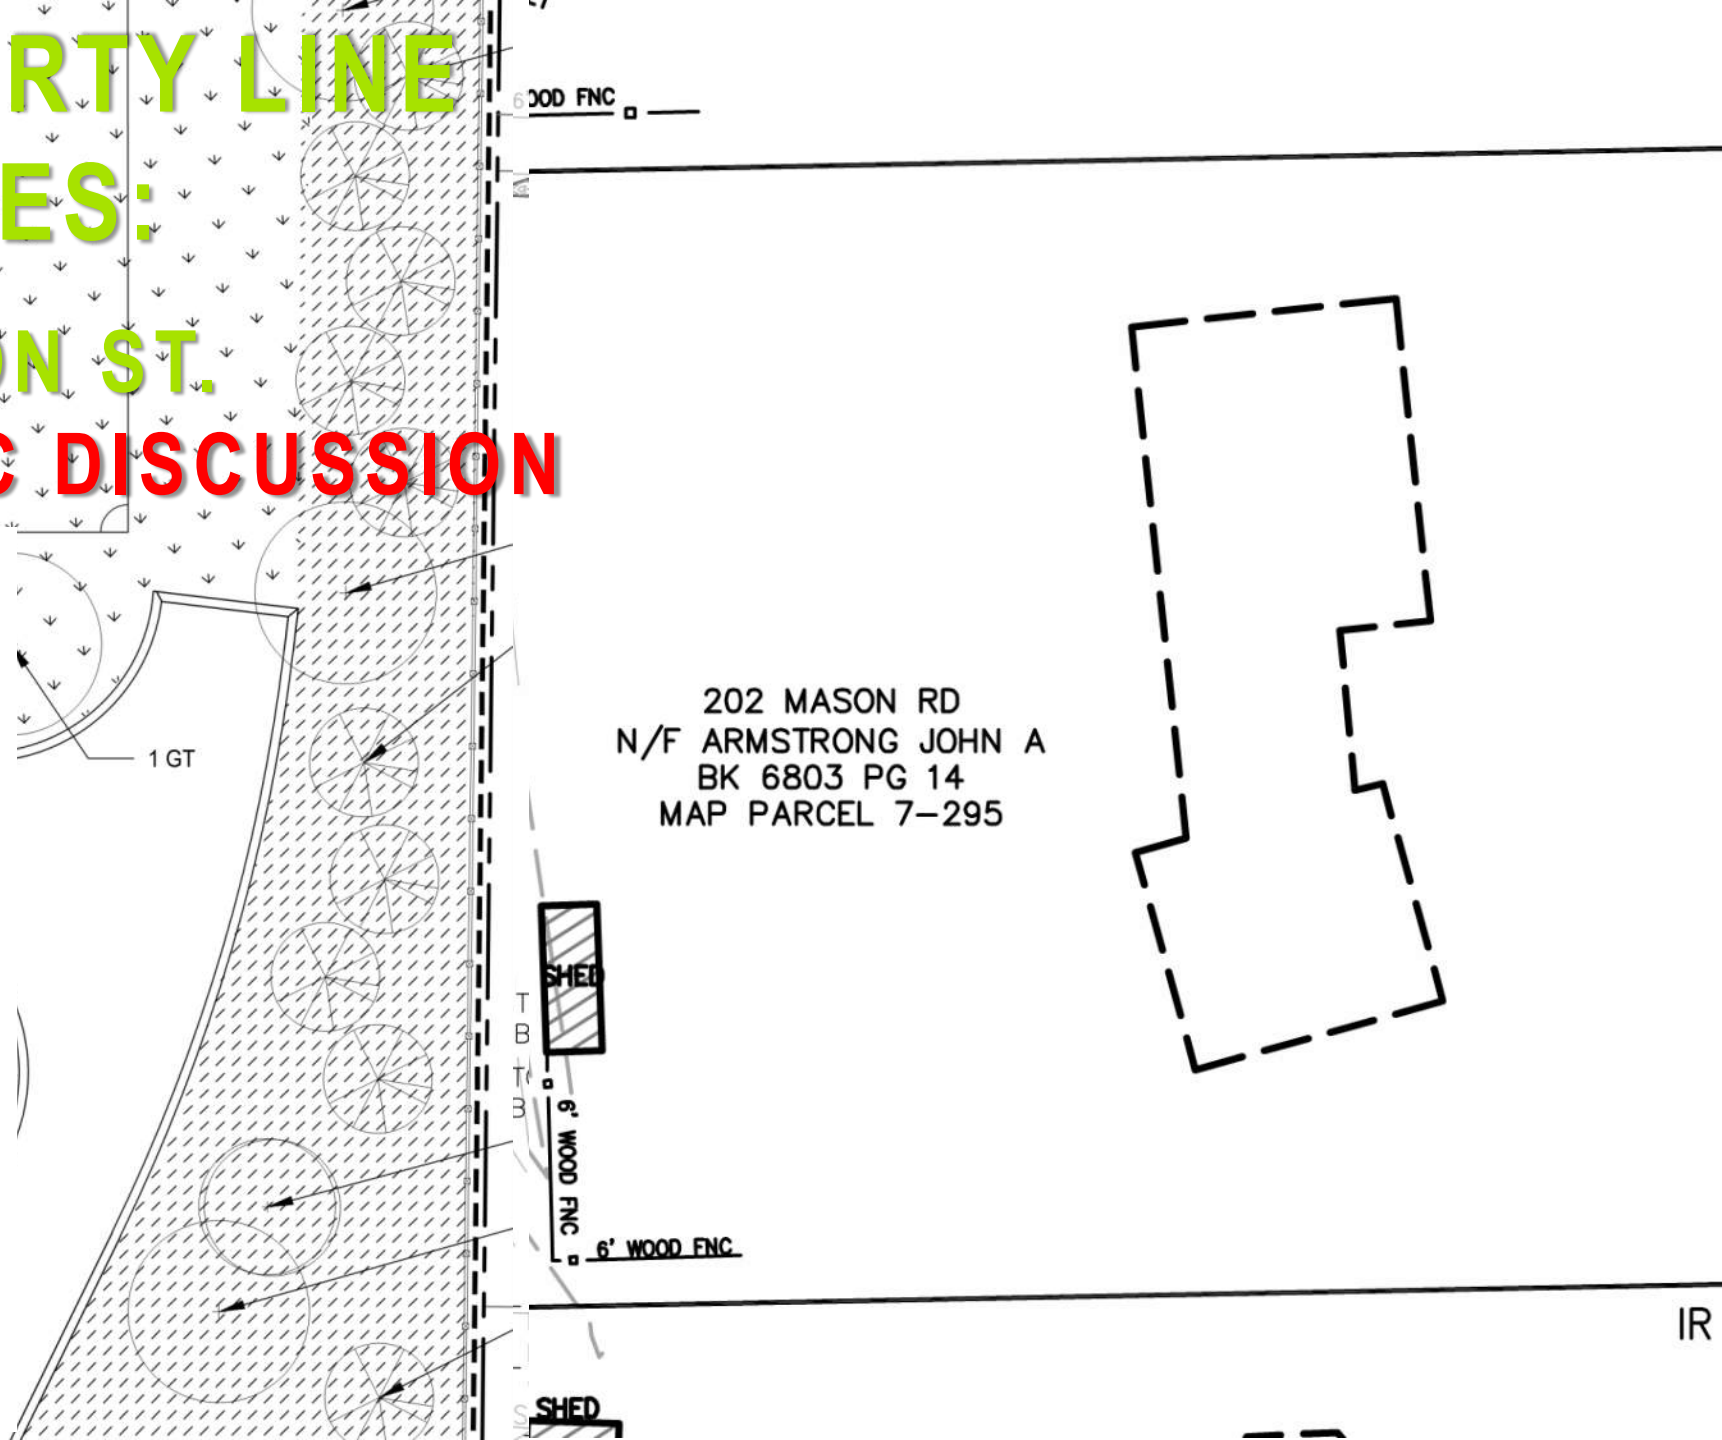 RTY LINE
ES:
ON ST.
C DISCUSSION
OOD FNC
202 MASON RD
N/F ARMSTRONG JOHN A
BK 6803 PG 14
MAP PARCEL 7-295
1 GT
SHED
T
B
T
B
6' WOOD FNC
6' WOOD FNC
IR
S
SHED